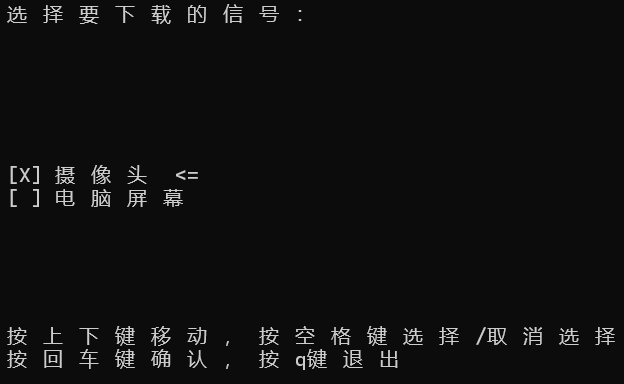 选择要下载的信号：
[X] 摄像头 <=
[ ] 电脑屏幕
按上下键移动，按空格键选择/取消选择
按回车键确认，按q键退出